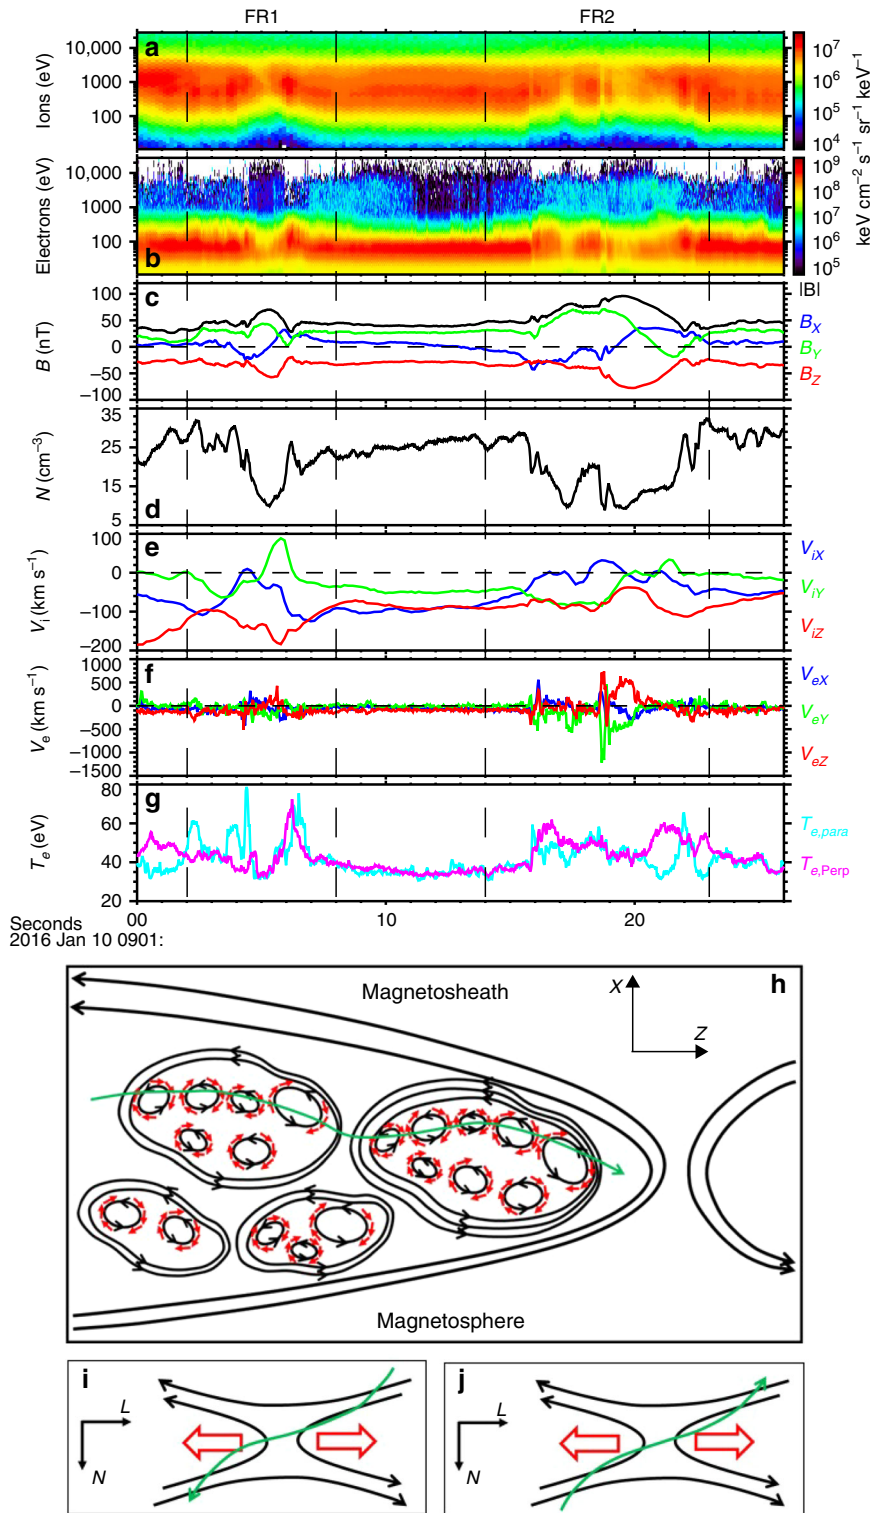 FR1 FR2
a
Ions (eV)
10,000
1000
100
10⁷
10⁶
10⁵
10⁴
b
Electrons (eV)
10,000
1000
100
10⁹
10⁸
10⁷
10⁶
10⁵
keV cm⁻² s⁻¹ sr⁻¹ keV⁻¹
c
B (nT)
100
50
0
−50
−100
|B|
B_X
B_Y
B_Z
d
N (cm⁻³)
35
25
15
5
e
V_i (km s⁻¹)
100
0
−100
−200
V_iX
V_iY
V_iZ
f
V_e (km s⁻¹)
1000
500
0
−500
−1000
−1500
V_eX
V_eY
V_eZ
g
T_e (eV)
80
60
40
20
T_e,para
T_e,Perp
Seconds 00 10 20
2016 Jan 10 0901:
h
Magnetosheath
X
Z
Magnetosphere
i
L
N
j
L
N